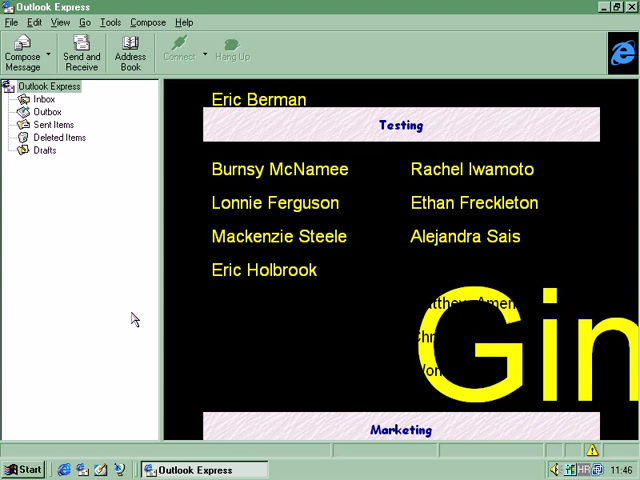 Outlook Express
File Edit View Go Tools Compose Help
Compose Message
Send and Receive
Address Book
Connect
Hang Up
Outlook Express
Inbox
Outbox
Sent Items
Deleted Items
Drafts
Eric Berman
Testing
Burnsy McNamee Rachel Iwamoto
Lonnie Ferguson Ethan Freckleton
Mackenzie Steele Alejandra Sais
Eric Holbrook
Gin
Marketing
Start Outlook Express HR 11:46